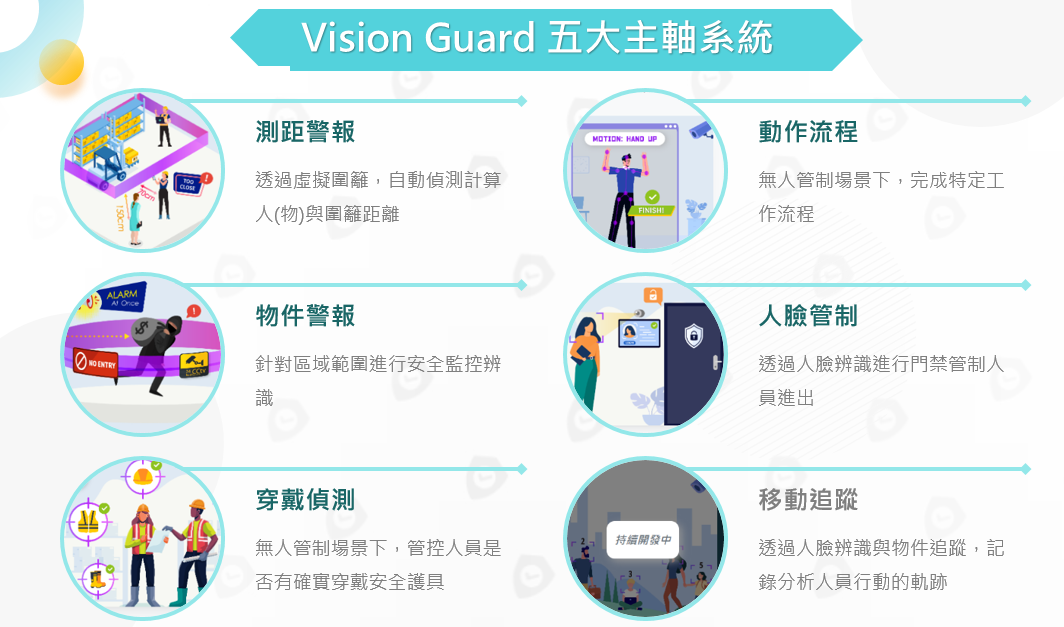 Vision Guard 五大主軸系統
測距警報
透過虛擬圍籬，自動偵測計算
人(物)與圍籬距離
TOO
CLOSE
!
70cm
150cm
動作流程
無人管制場景下，完成特定工
作流程
MOTION: HAND UP
FINISH!
物件警報
針對區域範圍進行安全監控辨
識
ALARM
At Once
!
$
NO ENTRY
CCTV
人臉管制
透過人臉辨識進行門禁管制人
員進出
穿戴偵測
無人管制場景下，管控人員是
否有確實穿戴安全護具
移動追蹤
透過人臉辨識與物件追蹤，記
錄分析人員行動的軌跡
持續開發中
2
3
5